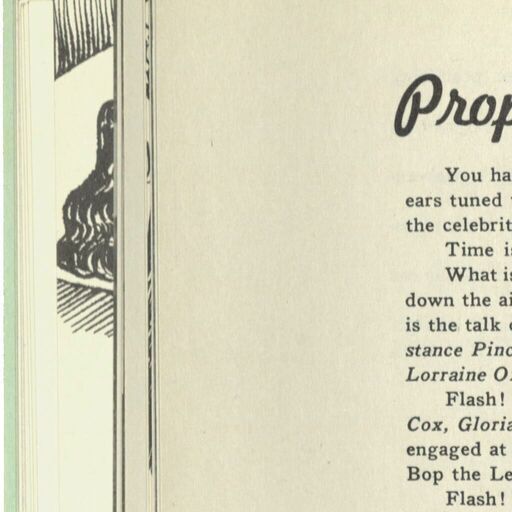 Prop
You ha
ears tuned
the celebrit
Time is
What is
down the ai
is the talk
stance Pinc
Lorraine O
Flash!
Cox, Gloria
engaged at
Bop the Le
Flash!